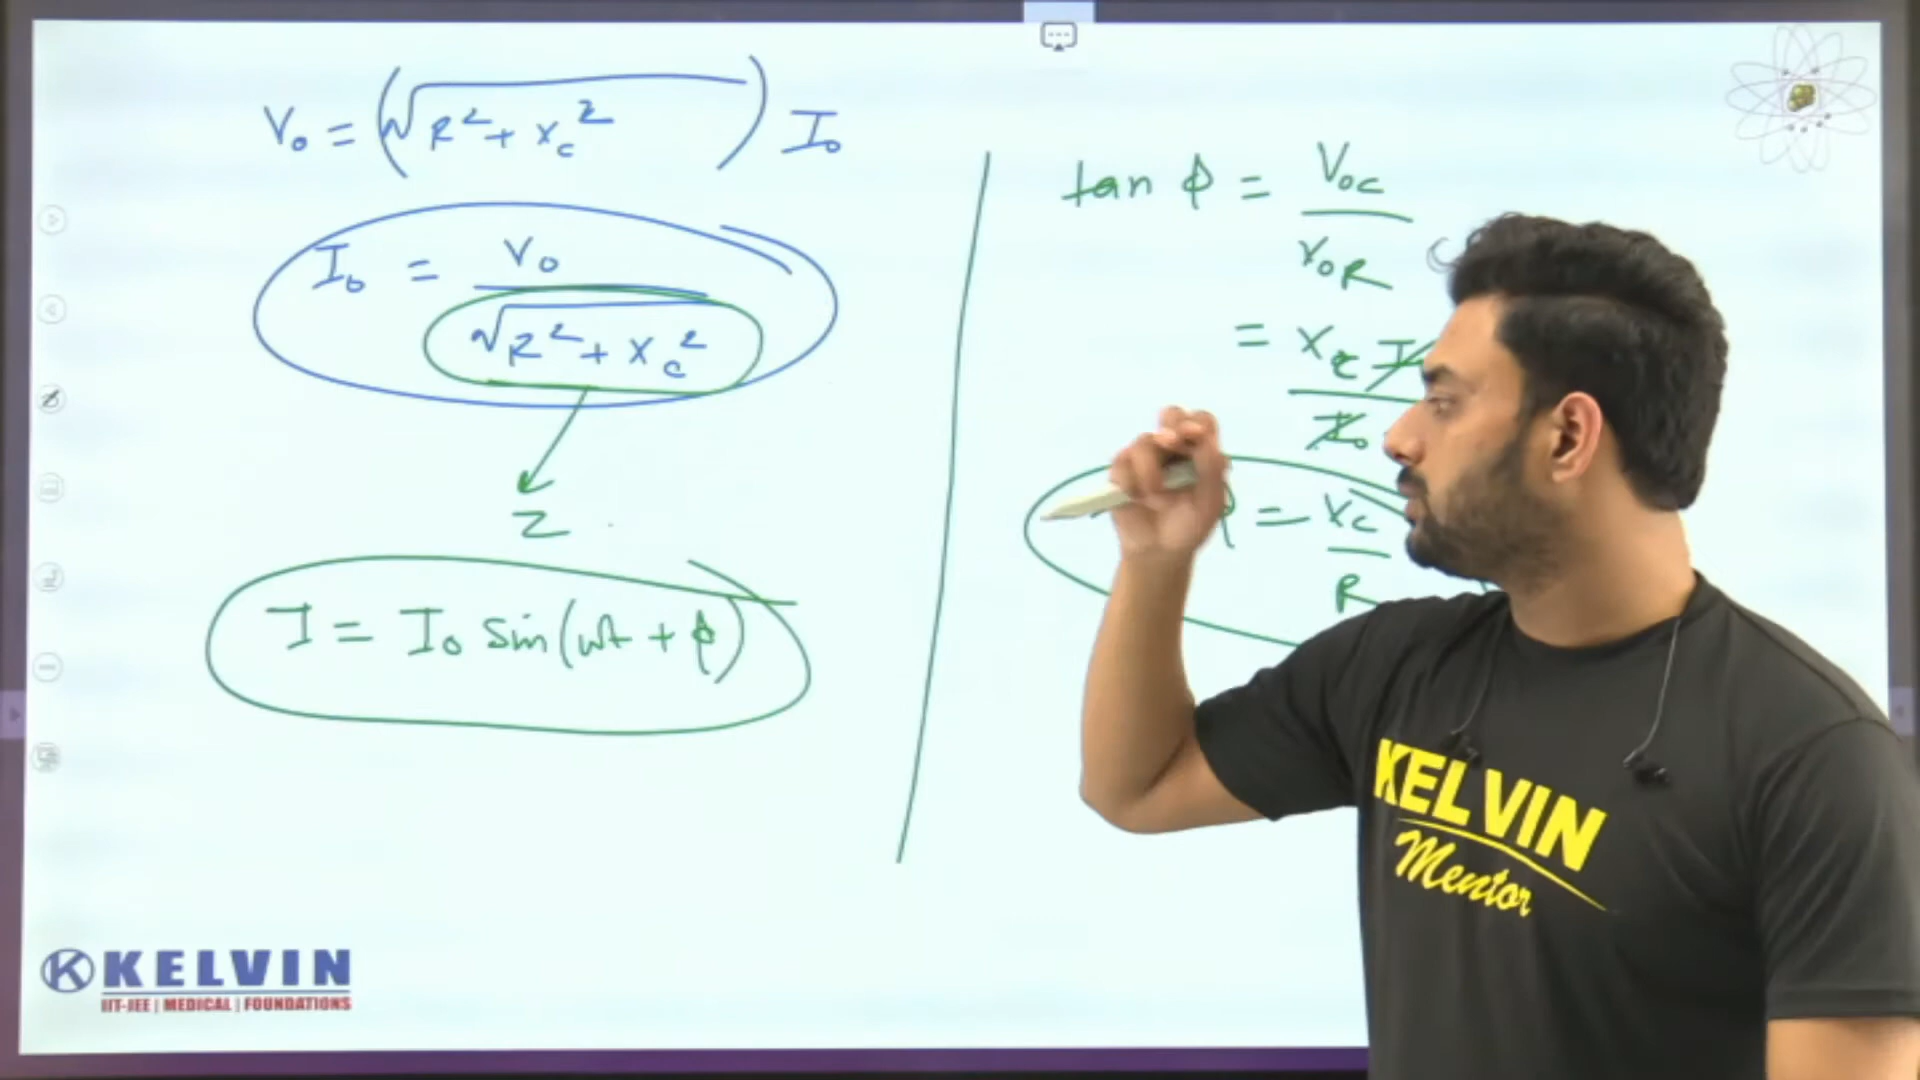 V₀ = (√R² + X_c²) I₀
I₀ = V₀ / √R² + X_c²
Z
I = I₀ sin(ωt + ϕ)
tan ϕ = V₀c / V₀R
= X_c I / I₀
ϕ = X_c / R
KELVIN
Mentor
KELVIN
IIT-JEE | MEDICAL | FOUNDATIONS